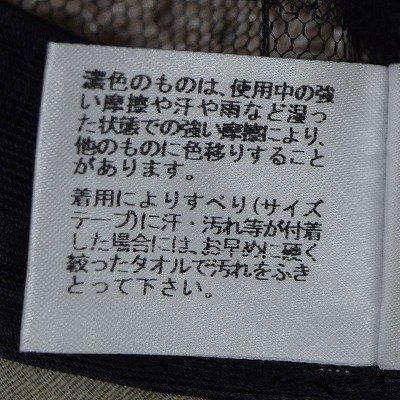 濃色のものは、使用中の強
い摩擦や汗や雨など湿っ
た状態での強い摩擦により、
他のものに色移りすること
があります。
着用によりすべり(サイズ
テープ)に汗・汚れ等が付着
した場合には、お早めに硬く
絞ったタオルで汚れをふき
とって下さい。